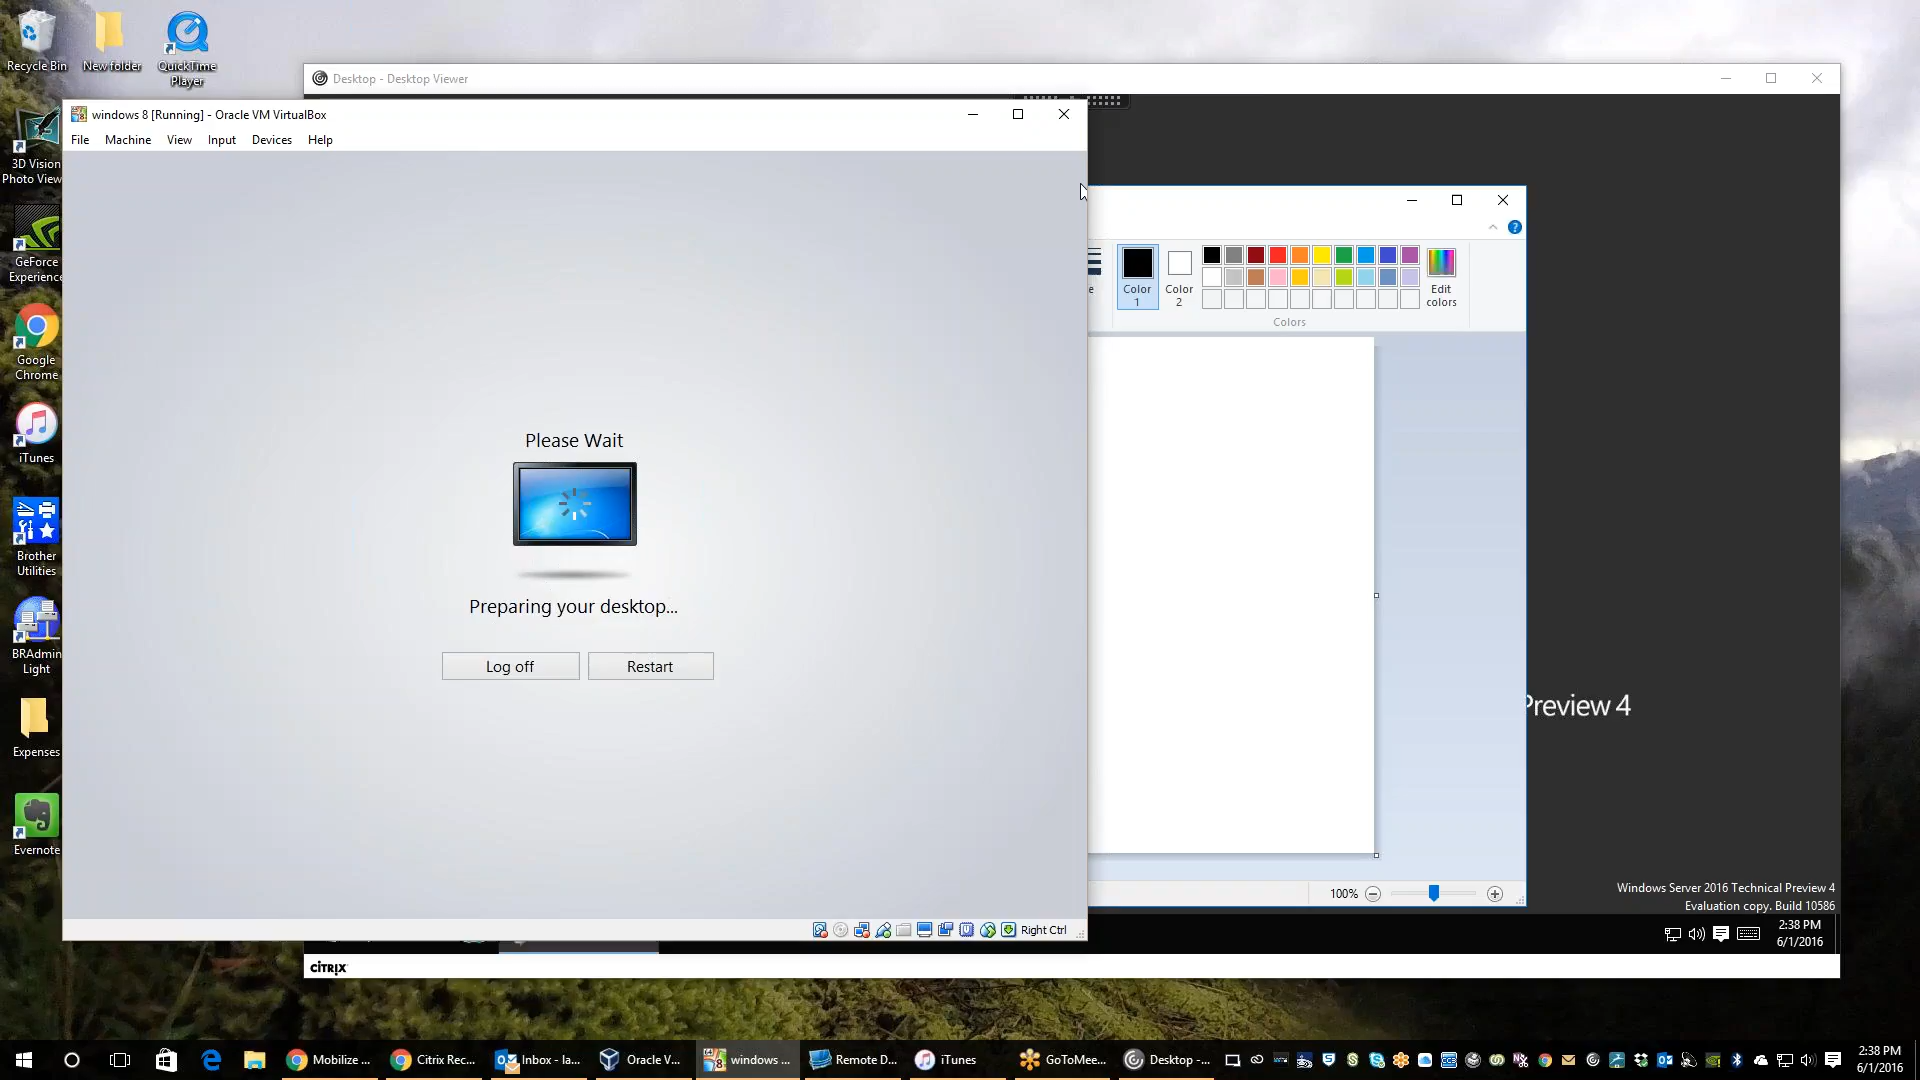 Recycle Bin
New folder
QuickTime
Player
3D Vision
Photo View
GeForce
Experience
Google
Chrome
iTunes
Brother
Utilities
BRAdmin
Light
Expenses
Evernote
Desktop - Desktop Viewer
windows 8 [Running] - Oracle VM VirtualBox
File Machine View Input Devices Help
Please Wait
Preparing your desktop...
Log off Restart
Right Ctrl
Color
1
Color
2
Edit
colors
Colors
100%
Preview 4
Windows Server 2016 Technical Preview 4
Evaluation copy. Build 10586
2:38 PM
6/1/2016
CİTRIX
Mobilize ... Citrix Rec... Inbox - la... Oracle V... windows ... Remote D... iTunes GoToMee... Desktop -...
2:38 PM
6/1/2016